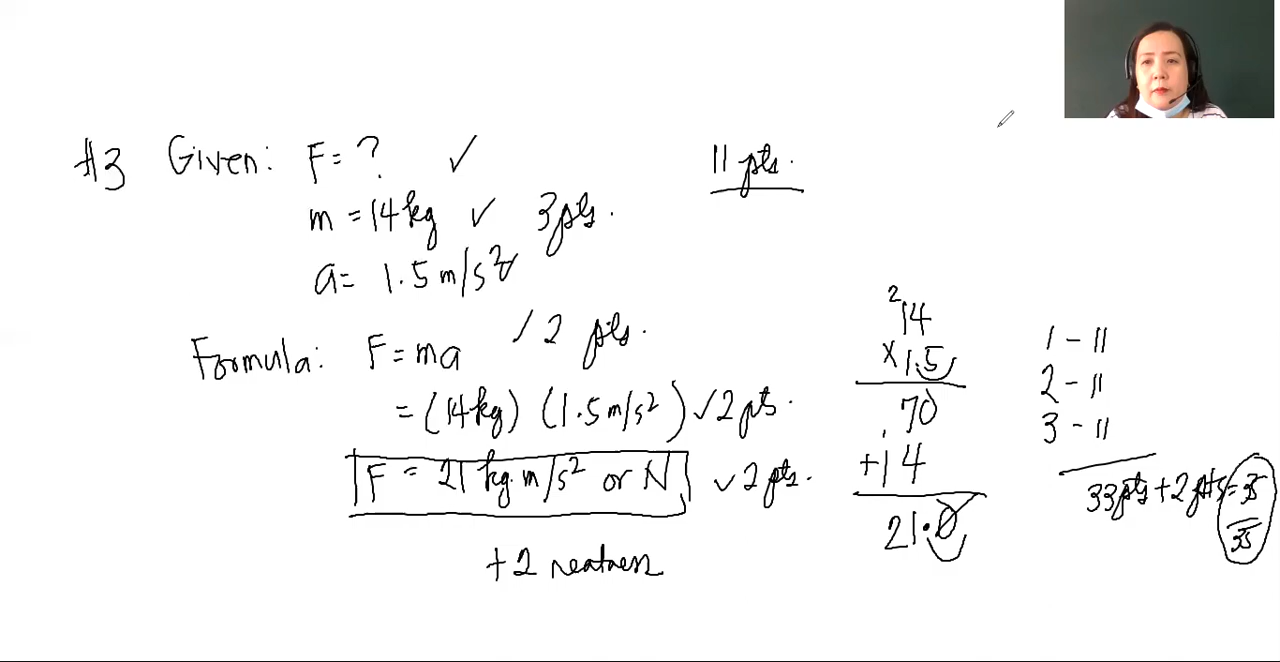 #3 Given: F = ? ✓
11 pts.
m = 14 kg ✓ 3 pts.
a = 1.5 m/s² ✓
Formula: F = ma ✓ 2 pts.
= (14 kg) (1.5 m/s²) ✓ 2 pts.
F = 21 kg·m/s² or N ✓ 2 pts.
+2 neatness
2
14
× 1.5
70
+14
21.0
1 - 11
2 - 11
3 - 11
33 pts + 2 pts = 35
35